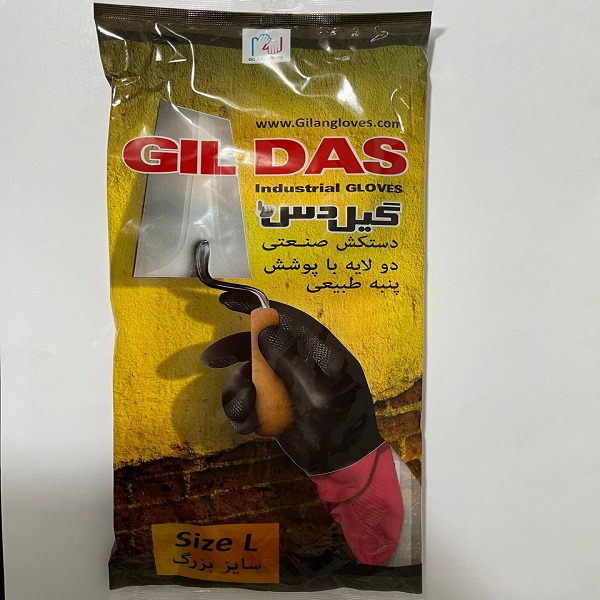 www.Gilangloves.com
GIL DAS
Industrial GLOVES
گیل دس
دستکش صنعتی
دو لایه با پوشش
پنبه طبیعی
Size L
سایز بزرگ